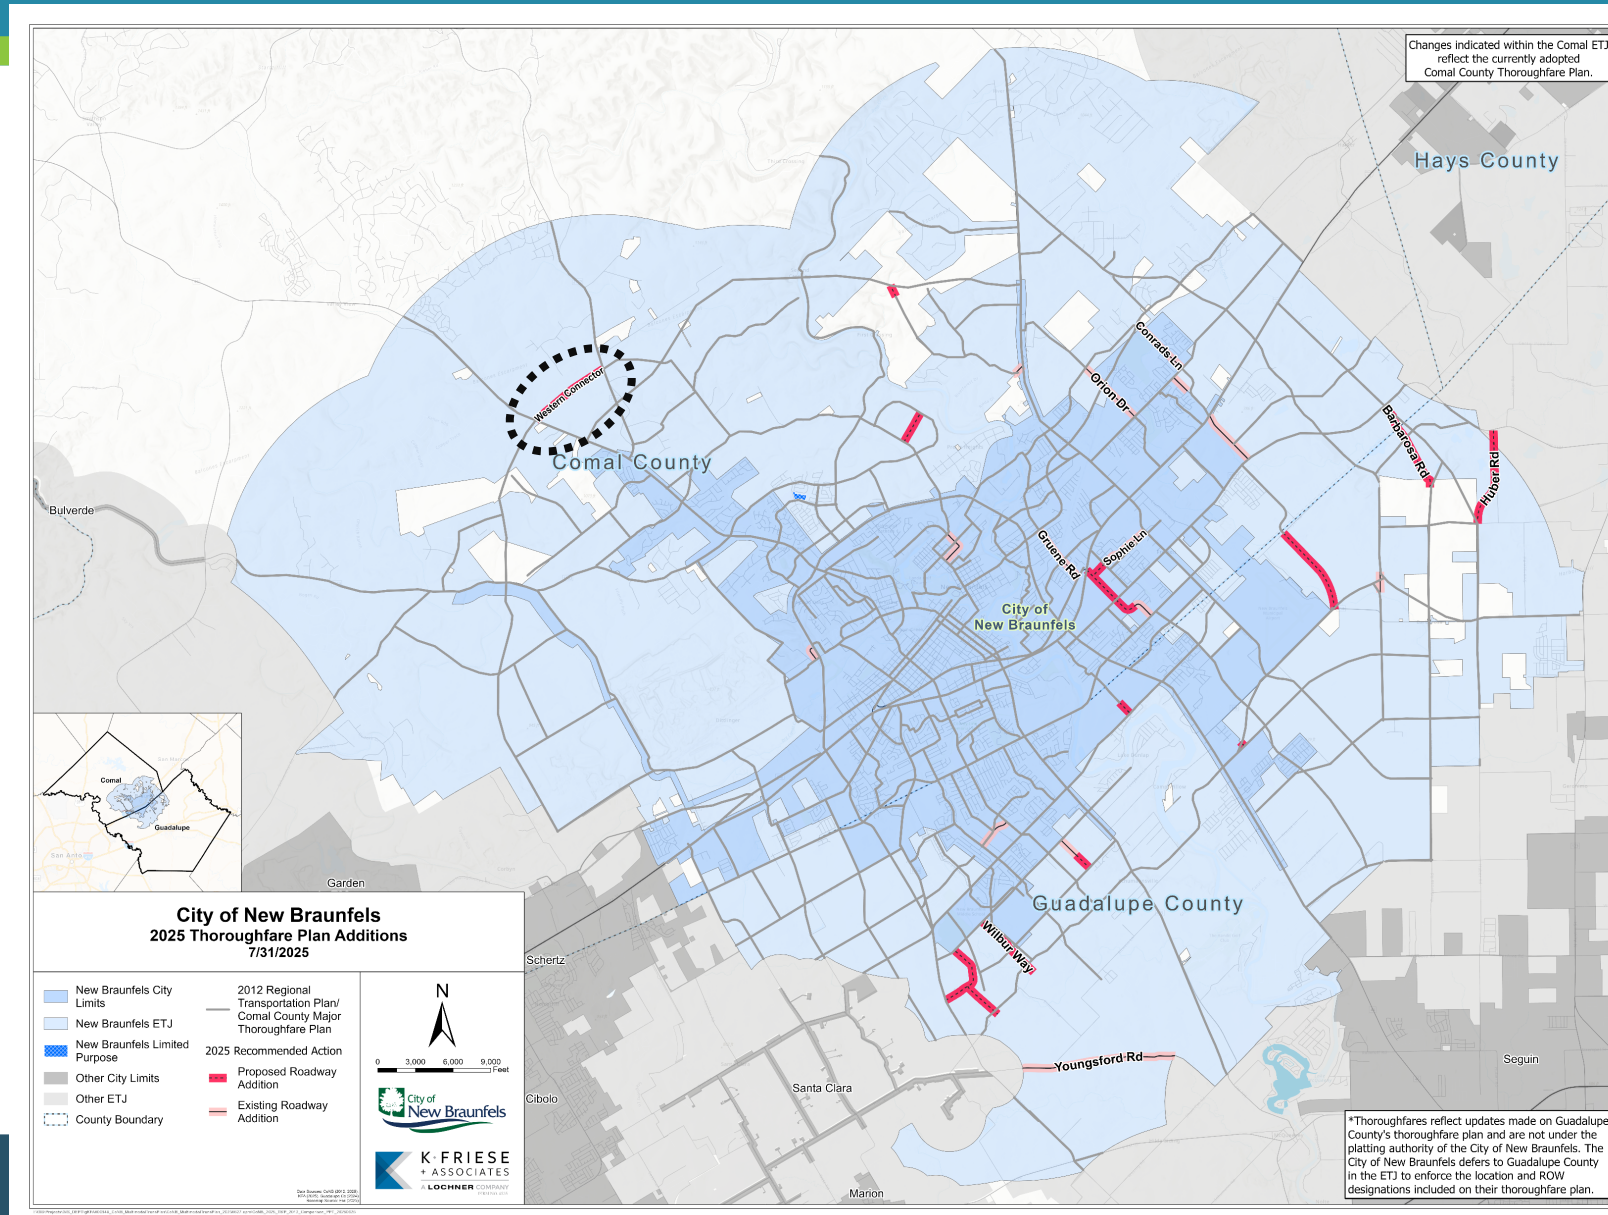 Changes indicated within the Comal ETJ
reflect the currently adopted
Comal County Thoroughfare Plan.
Hays County
Conrads Ln
Orion Dr
Western Connector
Barbarosa Rd
Huber Rd
Comal County
Bulverde
Gruene Rd
Sophie Ln
City of
New Braunfels
Comal
Guadalupe
Garden
Guadalupe County
Wilbur Way
Schertz
Youngsford Rd
Seguin
Santa Clara
Cibolo
Marion
City of New Braunfels
2025 Thoroughfare Plan Additions
7/31/2025
New Braunfels City
Limits
New Braunfels ETJ
New Braunfels Limited
Purpose
Other City Limits
Other ETJ
County Boundary
2012 Regional
Transportation Plan/
Comal County Major
Thoroughfare Plan
2025 Recommended Action
Proposed Roadway
Addition
Existing Roadway
Addition
N
0 3,000 6,000 9,000
Feet
City of
New Braunfels
K·FRIESE
+ ASSOCIATES
A LOCHNER COMPANY
*Thoroughfares reflect updates made on Guadalupe
County's thoroughfare plan and are not under the
platting authority of the City of New Braunfels. The
City of New Braunfels defers to Guadalupe County
in the ETJ to enforce the location and ROW
designations included on their thoroughfare plan.